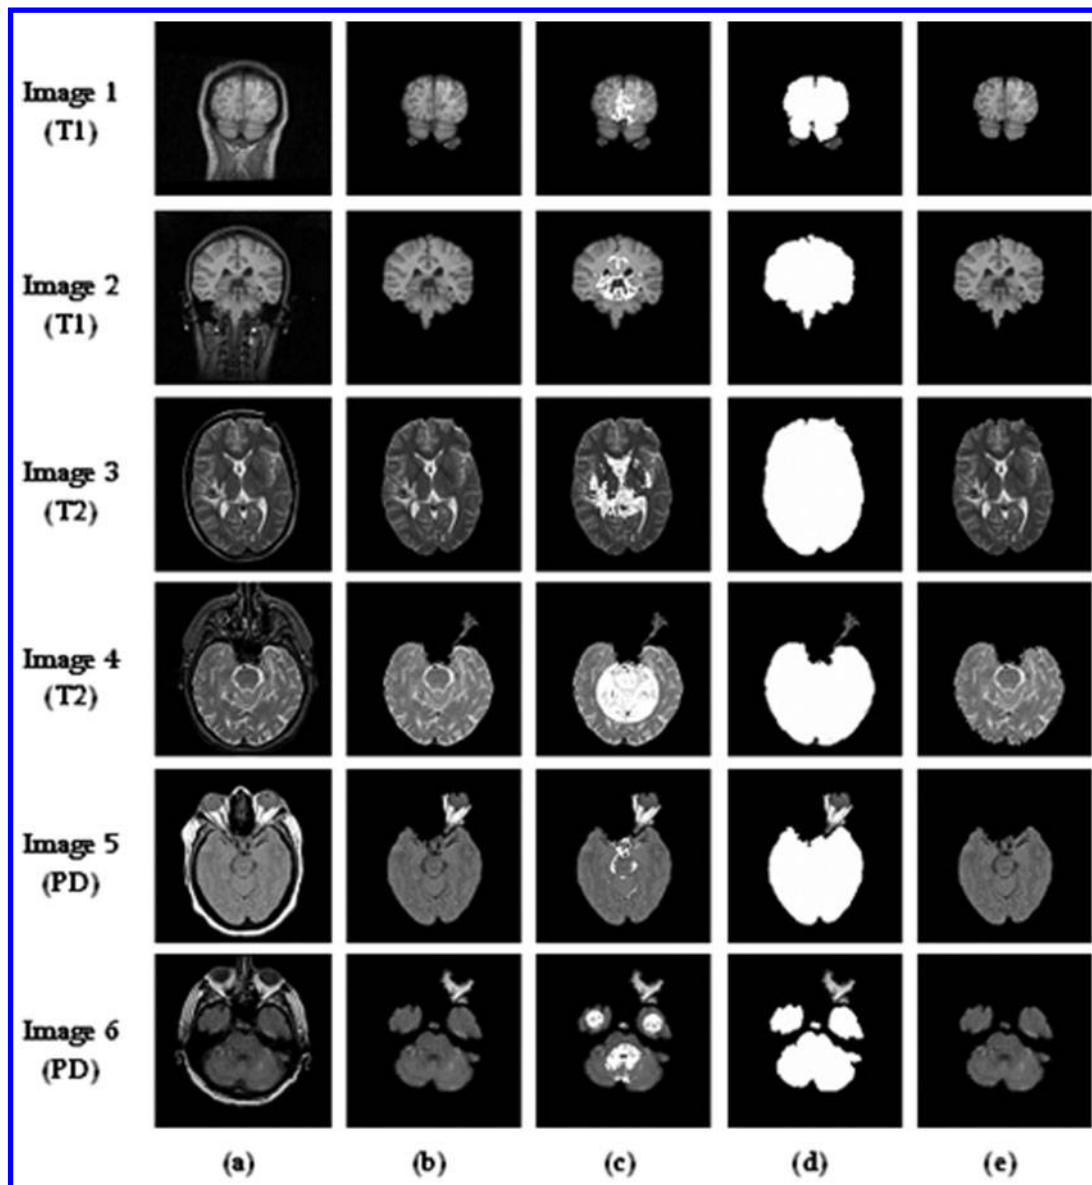 Image 1
(T1)
Image 2
(T1)
Image 3
(T2)
Image 4
(T2)
Image 5
(PD)
Image 6
(PD)
(a) (b) (c) (d) (e)